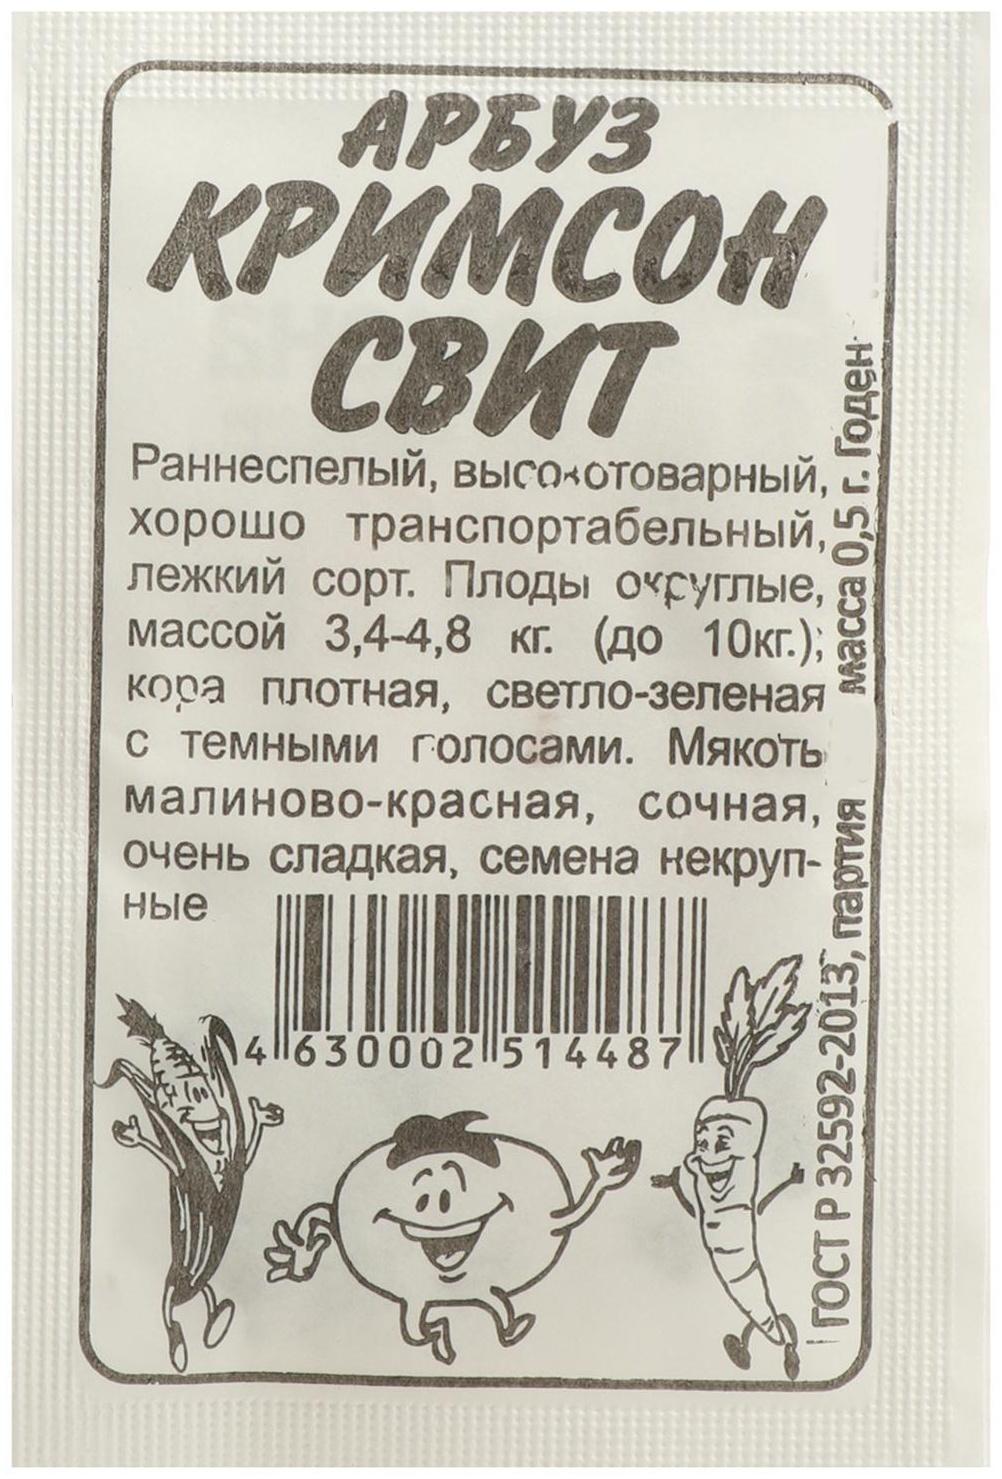 АРБУЗ
КРИМСОН
СВИТ
Раннеспелый, высокотоварный,
хорошо транспортабельный,
лежкий сорт. Плоды округлые,
массой 3,4-4,8 кг. (до 10кг.);
кора плотная, светло-зеленая
с темными голосами. Мякоть
малиново-красная, сочная,
очень сладкая, семена некруп-
ные
4 630002 514487
ГОСТ Р 32592-2013, партия масса 0,5 г. Годен